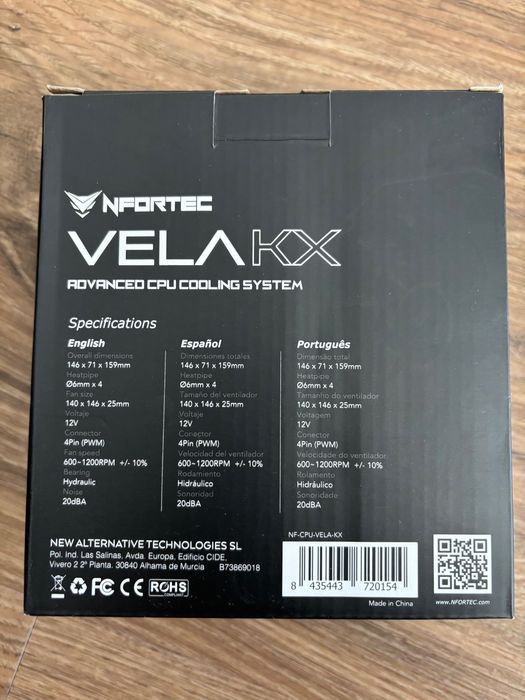 NFORTEC
VELA KX
ADVANCED CPU COOLING SYSTEM
Specifications
English
Overall dimensions
146 x 71 x 159mm
Heatpipe
Ø6mm x 4
Fan size
140 x 146 x 25mm
Voltaje
12V
Connector
4Pin (PWM)
Fan speed
600~1200RPM +/- 10%
Bearing
Hydraulic
Noise
20dBA
Español
Dimensiones totales
146 x 71 x 159mm
Heatpipe
Ø6mm x 4
Tamaño del ventilador
140 x 146 x 25mm
Voltaje
12V
Conector
4Pin (PWM)
Velocidad del ventilador
600~1200RPM +/- 10%
Rodamiento
Hidráulico
Sonoridad
20dBA
Português
Dimensão total
146 x 71 x 159mm
Heatpipe
Ø6mm x 4
Tamanho do ventilador
140 x 146 x 25mm
Voltagem
12V
Conector
4Pin (PWM)
Velocidade do ventilador
600~1200RPM +/- 10%
Rolamento
Hidráulico
Sonoridade
20dBA
NEW ALTERNATIVE TECHNOLOGIES SL
Pol. Ind. Las Salinas, Avda. Europa. Edificio CIDE.
Vivero 2 2ª Planta. 30840 Alhama de Murcia B73869018
FC CE ROHS
COMPLIANT
NF-CPU-VELA-KX
8 435443 720154
Made in China
www.NFORTEC.com